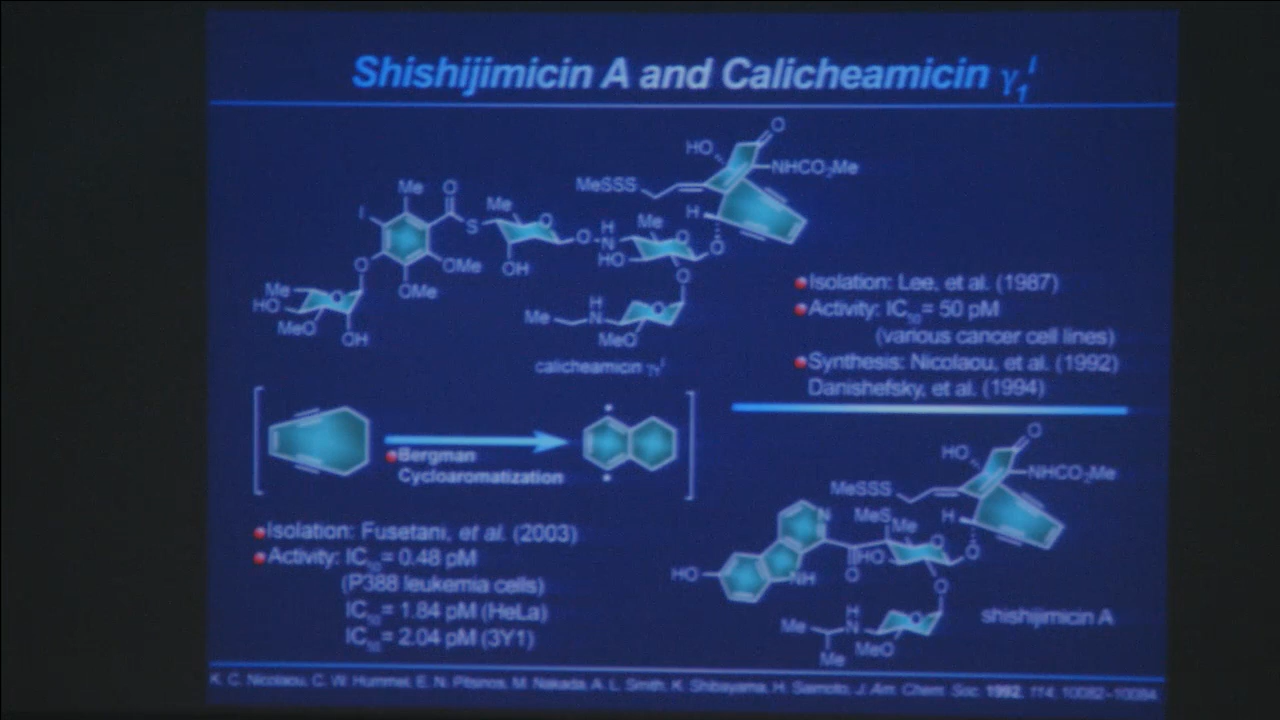 Shishijimicin A and Calicheamicin γ₁ᴵ
O
HO
NHCO₂Me
MeSSS
Me
O
I
S
Me
O
H
Me
H
N
O
O
O
HO
O
OMe
OH
O
OMe
Me
HO
O
MeO
OH
H
N
Me
O
MeO
calicheamicin γ₁ᴵ
Isolation: Lee, et al. (1987)
Activity: IC₅₀= 50 pM
(various cancer cell lines)
Synthesis: Nicolaou, et al. (1992)
Danishefsky, et al. (1994)
Bergman
Cycloaromatization
Isolation: Fusetani, et al. (2003)
Activity: IC₅₀= 0.48 pM
(P388 leukemia cells)
IC₅₀= 1.84 pM (HeLa)
IC₅₀= 2.04 pM (3Y1)
O
HO
NHCO₂Me
MeSSS
N
MeS
Me
H
O
HO
O
O
HO
NH
O
H
N
Me
Me
O
MeO
shishijimicin A
K. C. Nicolaou, C. W. Hummel, E. N. Pitsinos, M. Nakada, A. L. Smith, K. Shibayama, H. Saimoto, J. Am. Chem. Soc. 1992, 114, 10082–10084.